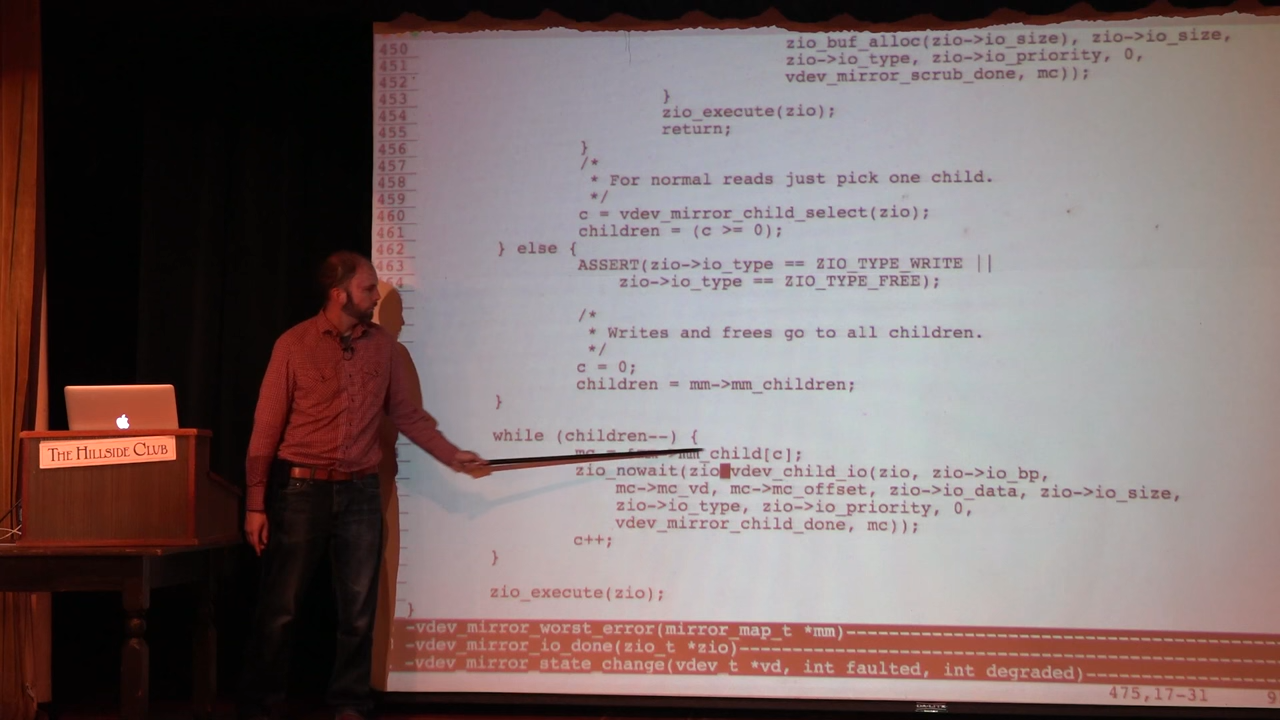 450 zio_buf_alloc(zio->io_size), zio->io_size,
451 zio->io_type, zio->io_priority, 0,
452 vdev_mirror_scrub_done, mc));
453 }
454 zio_execute(zio);
455 return;
456 }
457 /*
458 * For normal reads just pick one child.
459 */
460 c = vdev_mirror_child_select(zio);
461 children = (c >= 0);
462 } else {
463 ASSERT(zio->io_type == ZIO_TYPE_WRITE ||
zio->io_type == ZIO_TYPE_FREE);
/*
* Writes and frees go to all children.
*/
c = 0;
children = mm->mm_children;
}
while (children--) {
mm_child[c];
zio_nowait(zio vdev_child_io(zio, zio->io_bp,
mc->mc_vd, mc->mc_offset, zio->io_data, zio->io_size,
zio->io_type, zio->io_priority, 0,
vdev_mirror_child_done, mc));
c++;
}
zio_execute(zio);
}
-vdev_mirror_worst_error(mirror_map_t *mm)
-vdev_mirror_io_done(zio_t *zio)
-vdev_mirror_state_change(vdev_t *vd, int faulted, int degraded)
475,17-31 9
THE HILLSIDE CLUB